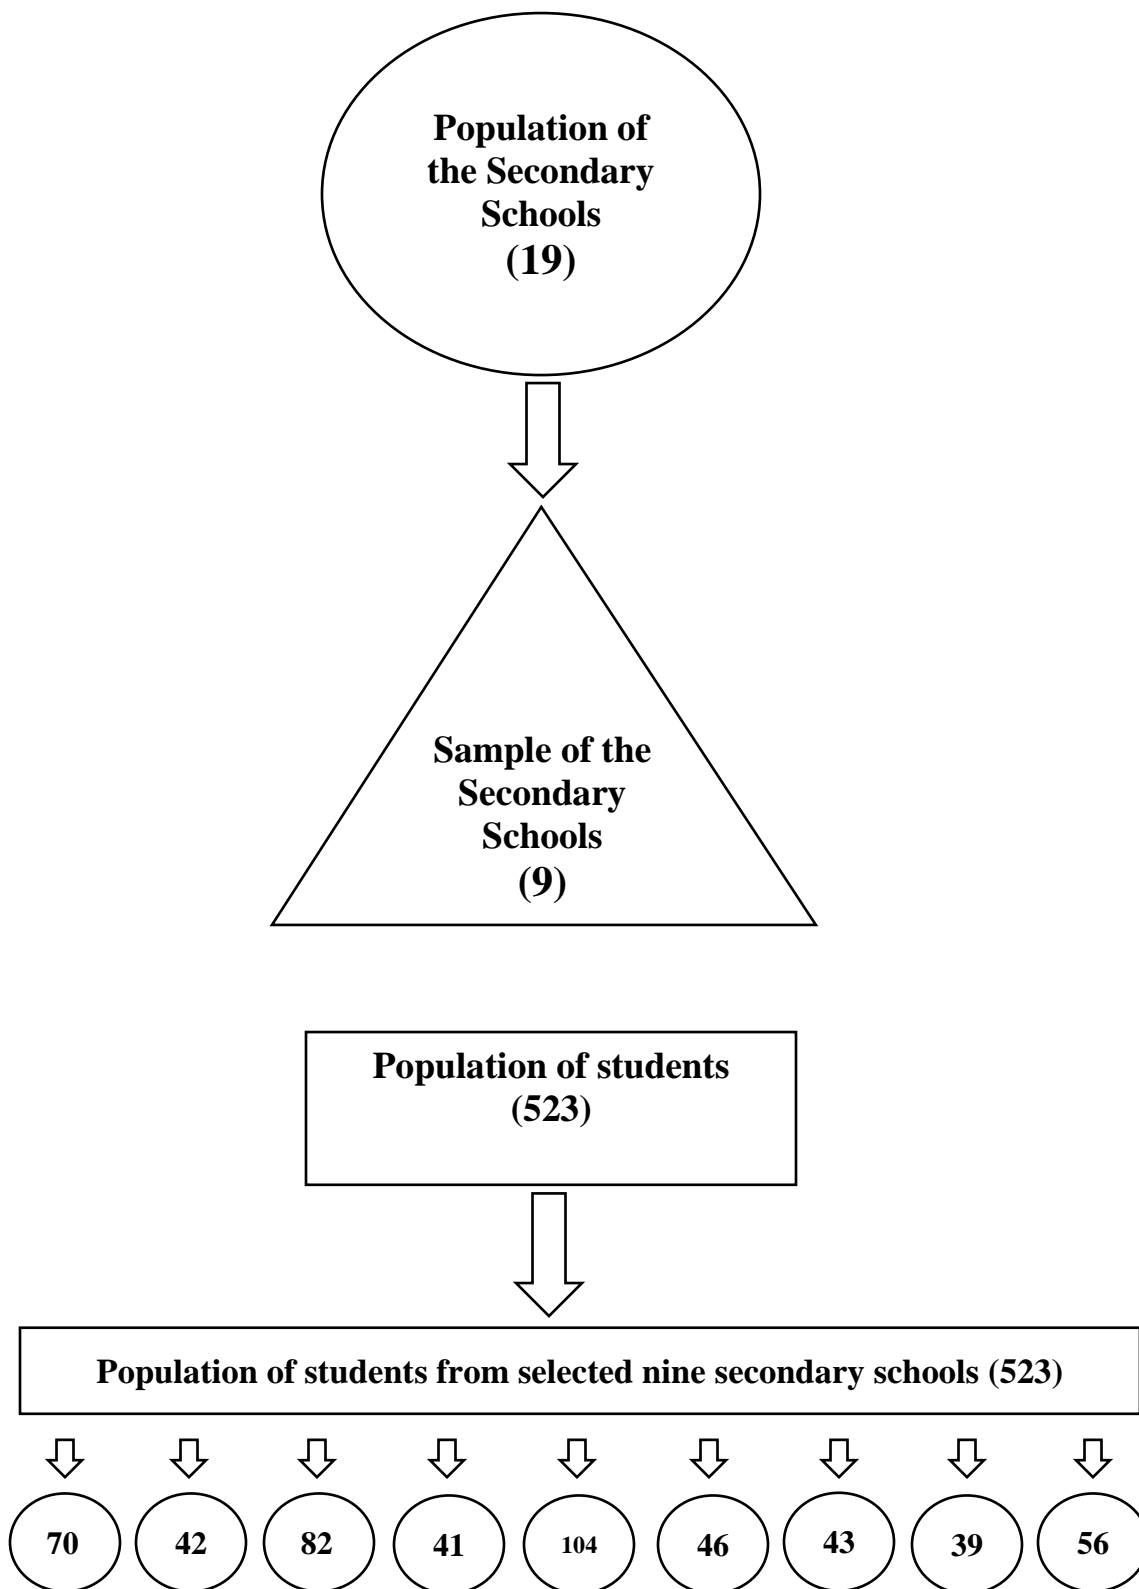 Population of
the Secondary
Schools
(19)
Sample of the
Secondary
Schools
(9)
Population of students
(523)
Population of students from selected nine secondary schools (523)
70 42 82 41 104 46 43 39 56